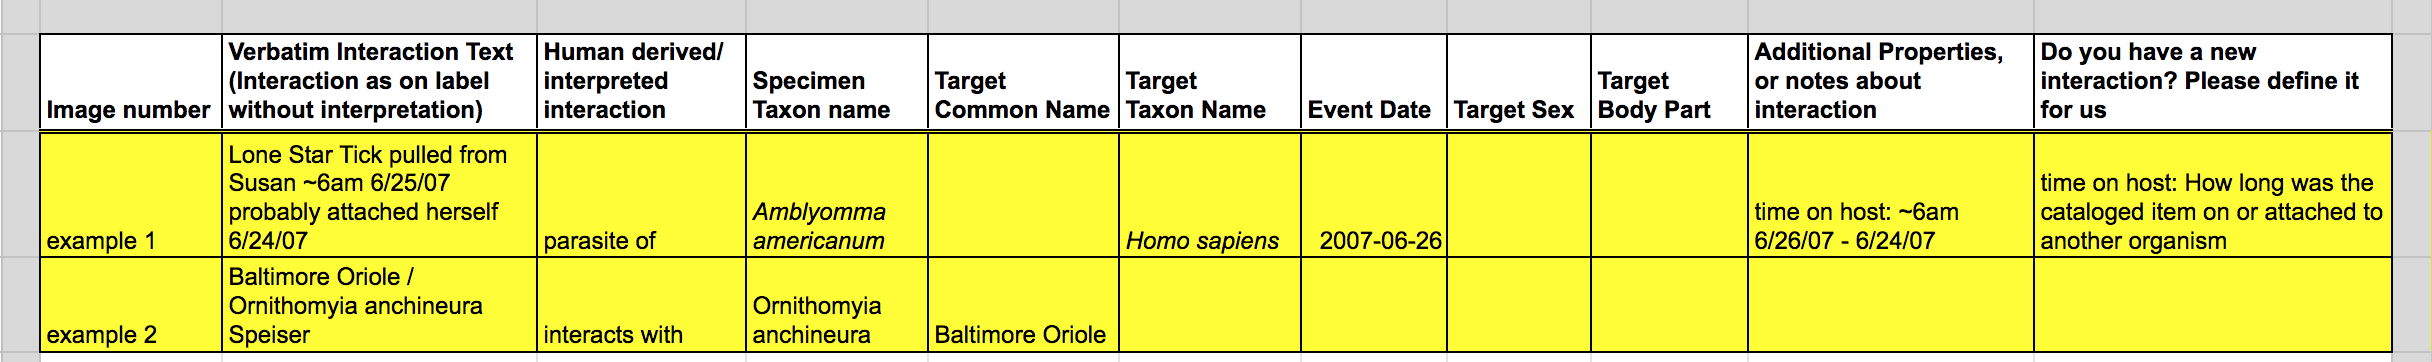 Image number
Verbatim Interaction Text
(Interaction as on label
without interpretation)
Human derived/
interpreted
interaction
Specimen
Taxon name
Target
Common Name
Target
Taxon Name
Event Date
Target Sex
Target
Body Part
Additional Properties,
or notes about
interaction
Do you have a new
interaction? Please define it
for us
example 1
Lone Star Tick pulled from
Susan ~6am 6/25/07
probably attached herself
6/24/07
parasite of
Amblyomma
americanum
Homo sapiens
2007-06-26
time on host: ~6am
6/26/07 - 6/24/07
time on host: How long was the
cataloged item on or attached to
another organism
example 2
Baltimore Oriole /
Ornithomyia anchineura
Speiser
interacts with
Ornithomyia
anchineura
Baltimore Oriole